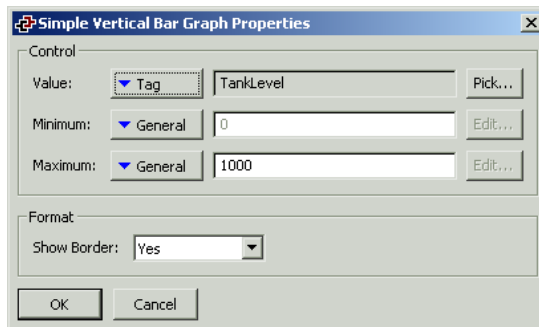 Simple Vertical Bar Graph Properties
Control
Value: Tag TankLevel Pick...
Minimum: General 0 Edit...
Maximum: General 1000 Edit...
Format
Show Border: Yes
OK Cancel